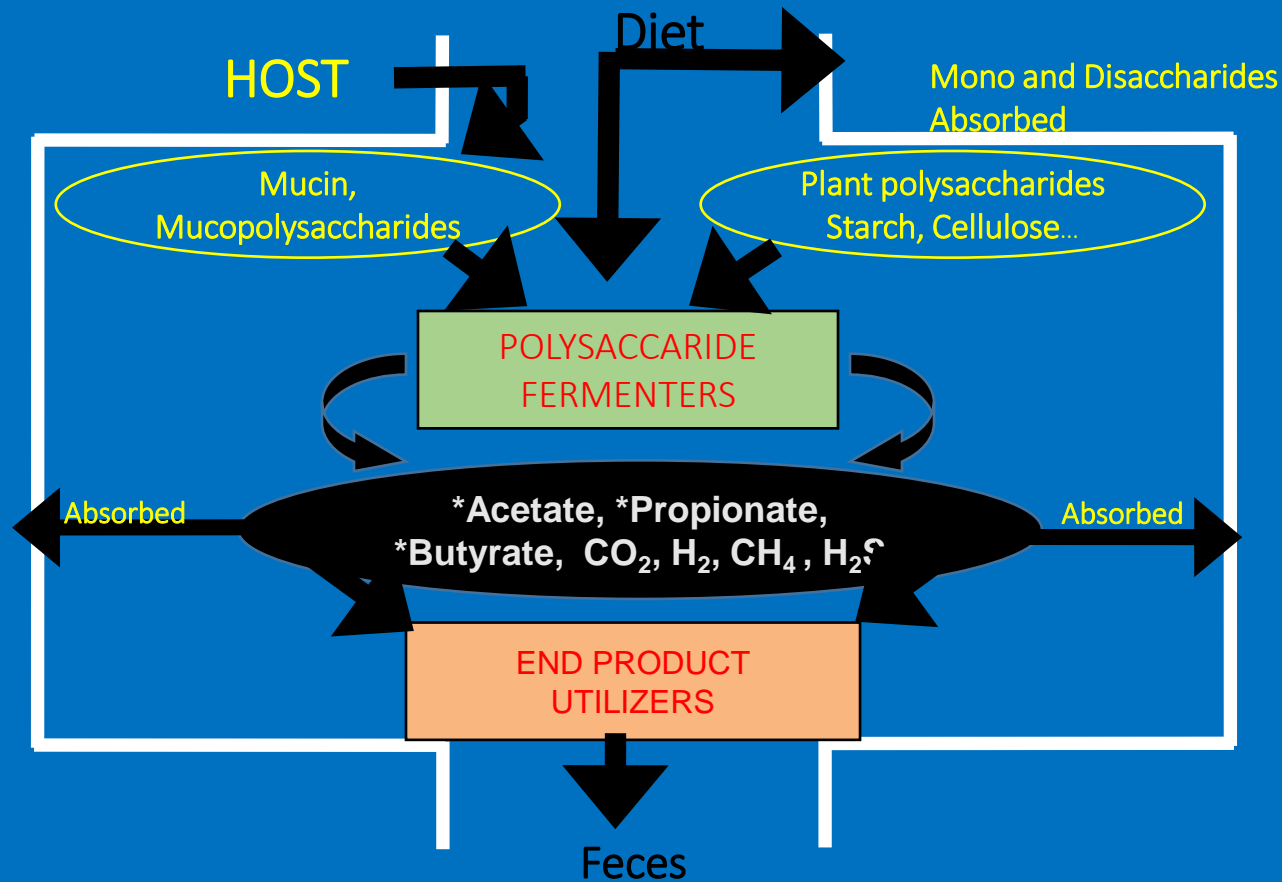 Diet
HOST
Mono and Disaccharides
Absorbed
Mucin,
Mucopolysaccharides
Plant polysaccharides
Starch, Cellulose...
POLYSACCARIDE
FERMENTERS
Absorbed
*Acetate, *Propionate,
*Butyrate, CO₂, H₂, CH₄ , H₂S
Absorbed
END PRODUCT
UTILIZERS
Feces